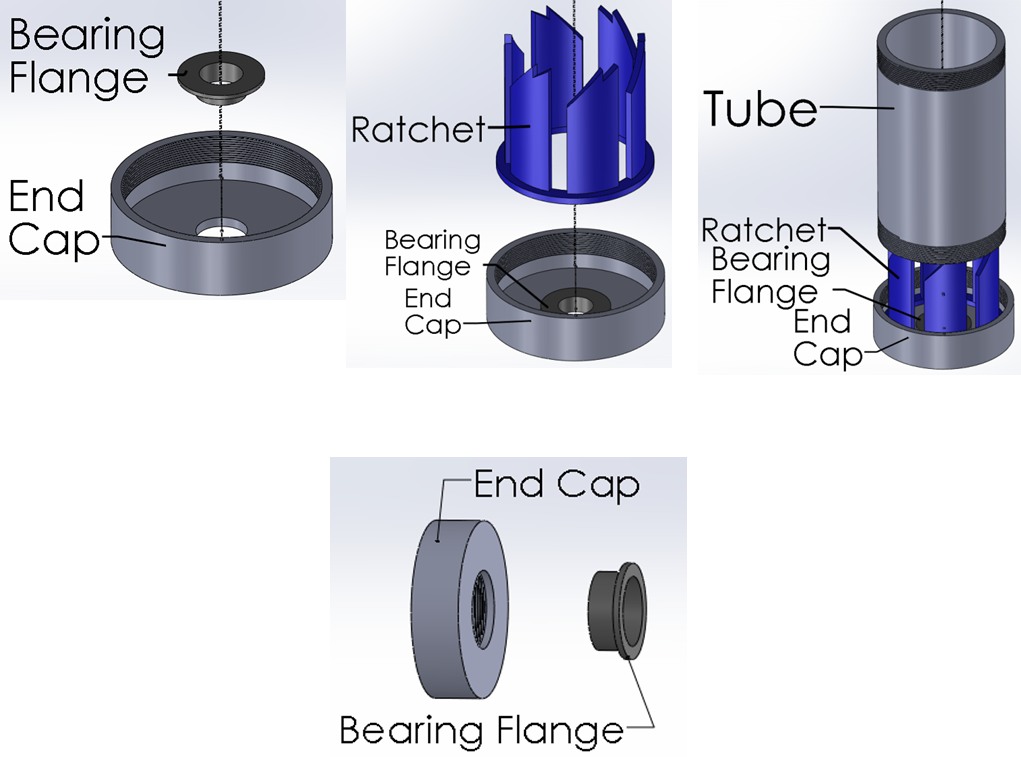 Bearing
Flange
End
Cap
Ratchet
Bearing
Flange
End
Cap
Tube
Ratchet
Bearing
Flange
End
Cap
End Cap
Bearing Flange